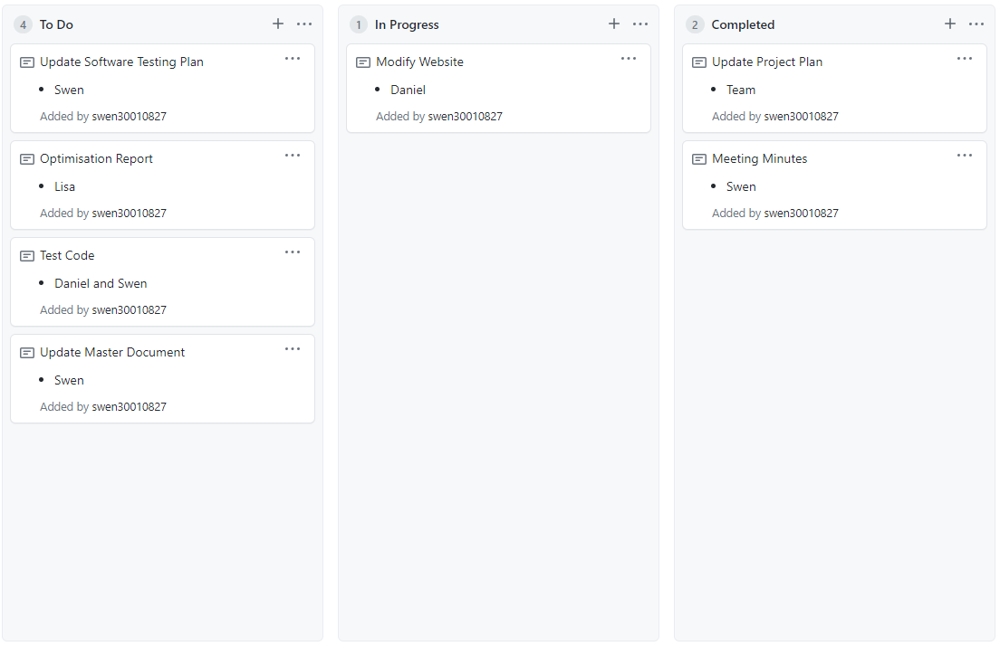 4 To Do
Update Software Testing Plan
Swen
Added by swen30010827
Optimisation Report
Lisa
Added by swen30010827
Test Code
Daniel and Swen
Added by swen30010827
Update Master Document
Swen
Added by swen30010827
1 In Progress
Modify Website
Daniel
Added by swen30010827
2 Completed
Update Project Plan
Team
Added by swen30010827
Meeting Minutes
Swen
Added by swen30010827